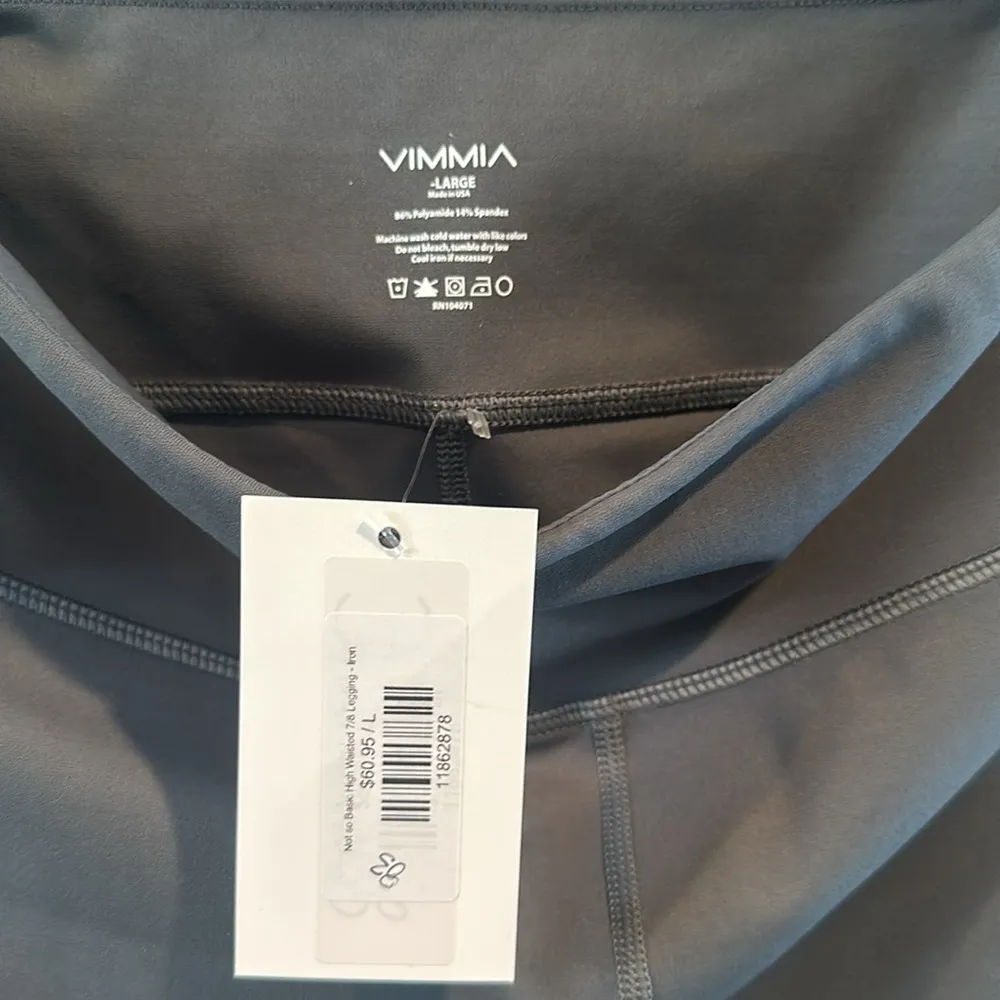 VIMMIA
-LARGE
Made in USA
86% Polyamide 14% Spandex
Machine wash cold water with like colors
Do not bleach, tumble dry low
Cool iron if necessary
RN104071
Not so Basic High Waisted 7/8 Legging - Iron
$60.95 / L
11862878